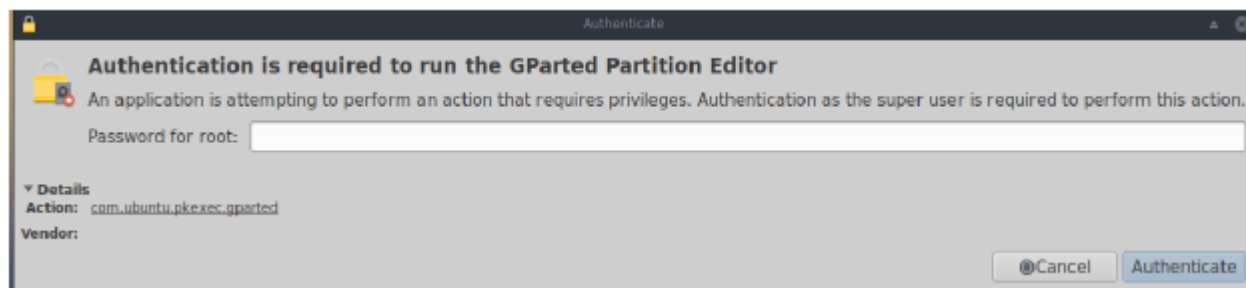 Authenticate
Authentication is required to run the GParted Partition Editor
An application is attempting to perform an action that requires privileges. Authentication as the super user is required to perform this action.
Password for root:
Details
Action: com.ubuntu.pkexec.gparted
Vendor:
Cancel Authenticate